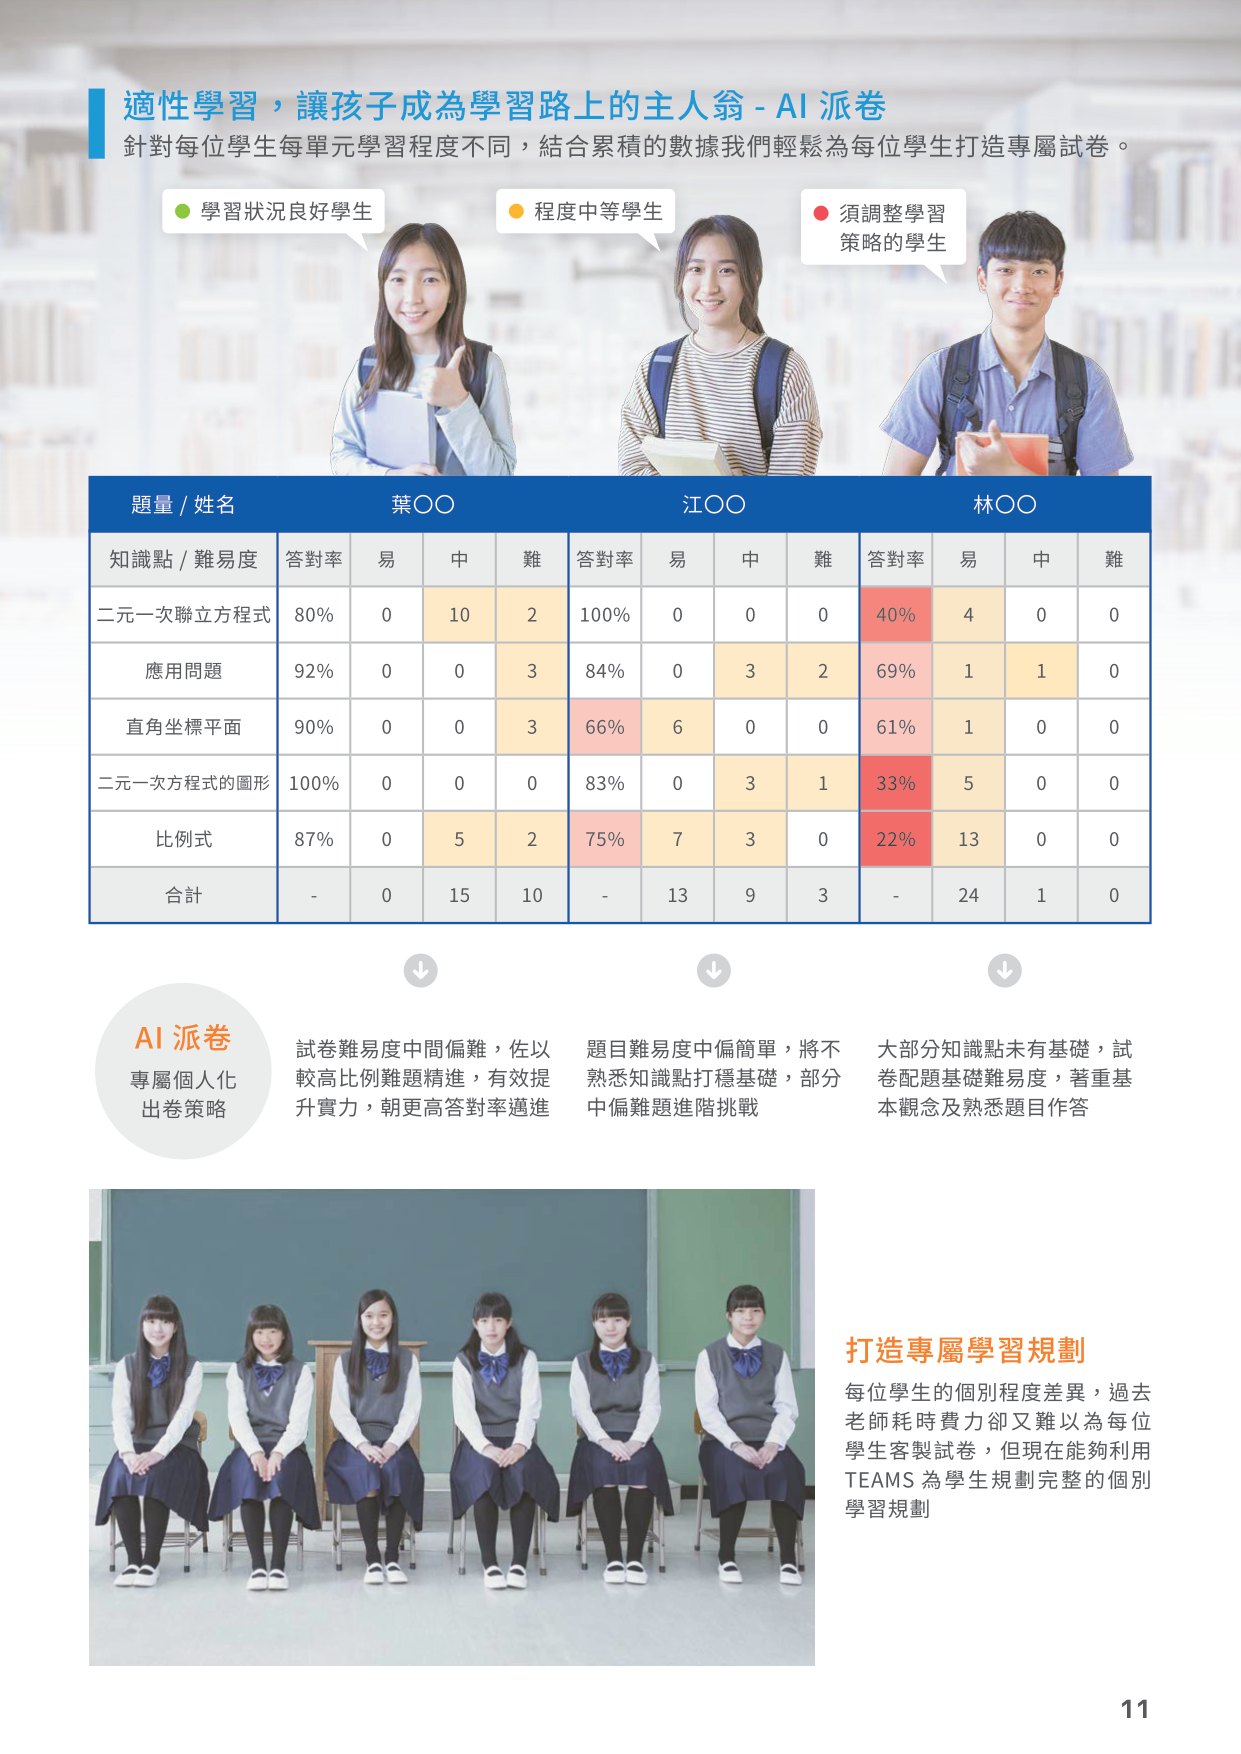 適性學習，讓孩子成為學習路上的主人翁 - AI 派卷
針對每位學生每單元學習程度不同，結合累積的數據我們輕鬆為每位學生打造專屬試卷。
學習狀況良好學生
程度中等學生
須調整學習
策略的學生
題量 / 姓名 葉〇〇 江〇〇 林〇〇
知識點 / 難易度 答對率 易 中 難 答對率 易 中 難 答對率 易 中 難
二元一次聯立方程式 80% 0 10 2 100% 0 0 0 40% 4 0 0
應用問題 92% 0 0 3 84% 0 3 2 69% 1 1 0
直角坐標平面 90% 0 0 3 66% 6 0 0 61% 1 0 0
二元一次方程式的圖形 100% 0 0 0 83% 0 3 1 33% 5 0 0
比例式 87% 0 5 2 75% 7 3 0 22% 13 0 0
合計 - 0 15 10 - 13 9 3 - 24 1 0
AI 派卷
專屬個人化
出卷策略
試卷難易度中間偏難，佐以
較高比例難題精進，有效提
升實力，朝更高答對率邁進
題目難易度中偏簡單，將不
熟悉知識點打穩基礎，部分
中偏難題進階挑戰
大部分知識點未有基礎，試
卷配題基礎難易度，著重基
本觀念及熟悉題目作答
打造專屬學習規劃
每位學生的個別程度差異，過去
老師耗時費力卻又難以為每位
學生客製試卷，但現在能夠利用
TEAMS 為學生規劃完整的個別
學習規劃
11